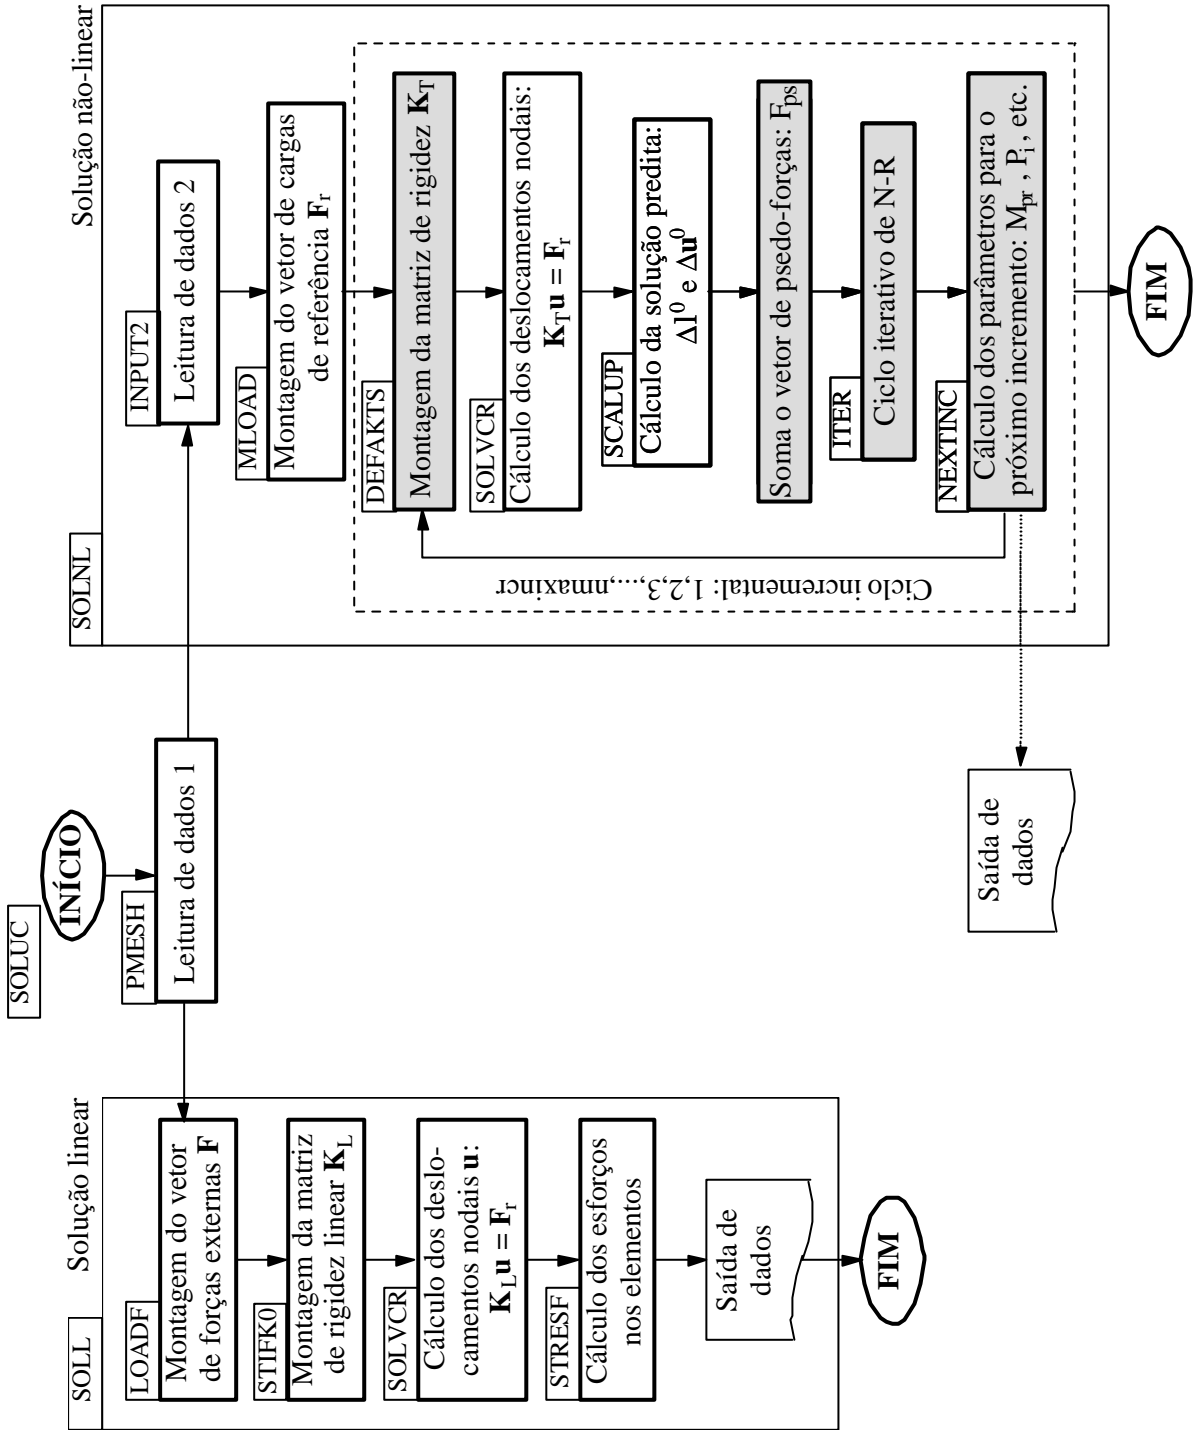 SOLUC
INÍCIO
PMESH
Leitura de dados 1
SOLL
Solução linear
LOADF
Montagem do vetor
de forças externas F
STIFK0
Montagem da matriz
de rigidez linear K_L
SOLVCR
Cálculo dos deslo-
camentos nodais u:
K_L u = F_r
STRESF
Cálculo dos esforços
nos elementos
Saída de
dados
FIM
SOLNL
Solução não-linear
INPUT2
Leitura de dados 2
MLOAD
Montagem do vetor de cargas
de referência F_r
DEFAKTS
Montagem da matriz de rigidez K_T
SOLVCR
Cálculo dos deslocamentos nodais:
K_T u = F_r
SCALUP
Cálculo da solução predita:
Δl⁰ e Δu⁰
Soma o vetor de psedo-forças: F_ps
ITER
Ciclo iterativo de N-R
NEXTINC
Cálculo dos parâmetros para o
próximo incremento: M_pr , P_i , etc.
Ciclo incremental: 1,2,3,...,nmaxincr
Saída de
dados
FIM